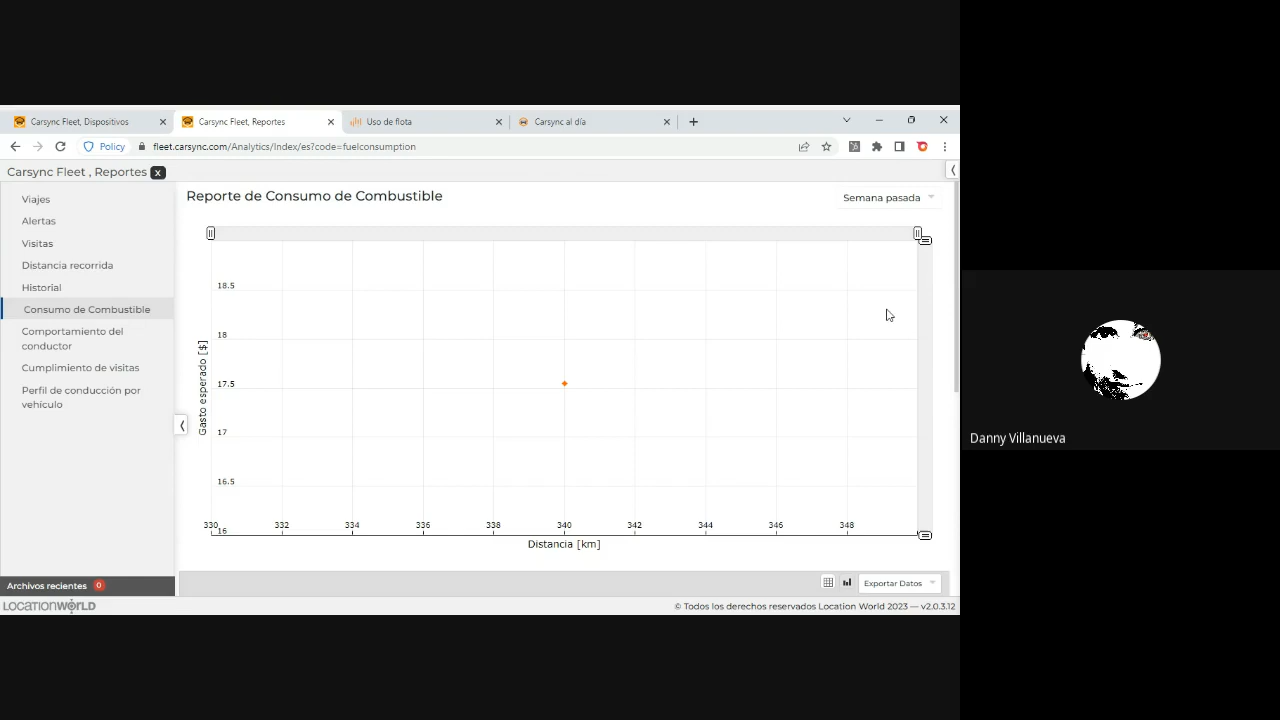 Carsync Fleet, Dispositivos
Carsync Fleet, Reportes
Uso de flota
Carsync al día
Policy
fleet.carsync.com/Analytics/Index/es?code=fuelconsumption
Carsync Fleet , Reportes x
Viajes
Alertas
Visitas
Distancia recorrida
Historial
Consumo de Combustible
Comportamiento del
conductor
Cumplimiento de visitas
Perfil de conducción por
vehículo
Archivos recientes 0
Reporte de Consumo de Combustible
Semana pasada
Gasto esperado [$]
18.5
18
17.5
17
16.5
16
330 332 334 336 338 340 342 344 346 348
Distancia [km]
Exportar Datos
LOCATIONWORLD
© Todos los derechos reservados Location World 2023 — v2.0.3.12
Danny Villanueva